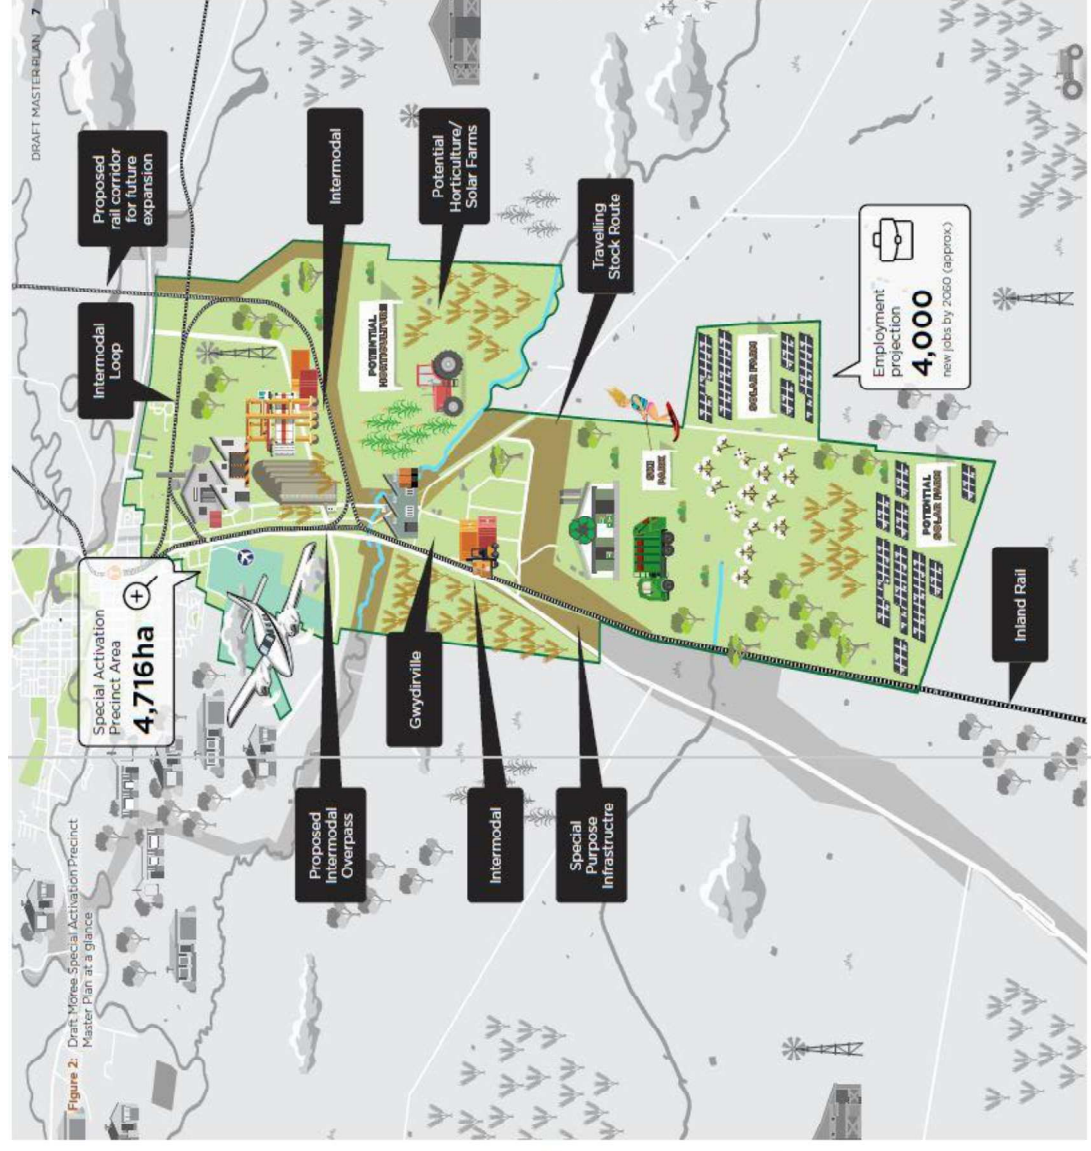 DRAFT MASTER PLAN 7
Proposed
rail corridor
for future
expansion
Intermodal
Loop
Intermodal
Potential
Horticulture/
Solar Farms
Travelling
Stock Route
Employment
projection
4,000
new jobs by 2060 (approx)
POTENTIAL
HORTICULTURE
SOLAR FARM
SKI
PARK
POTENTIAL
SOLAR FARM
Inland Rail
Special Activation
Precinct Area
4,716ha
Gwydirville
Proposed
Intermodal
Overpass
Intermodal
Special
Purpose
Infrastructre
Figure 2: Draft Moree Special Activation Precinct
Master Plan at a glance